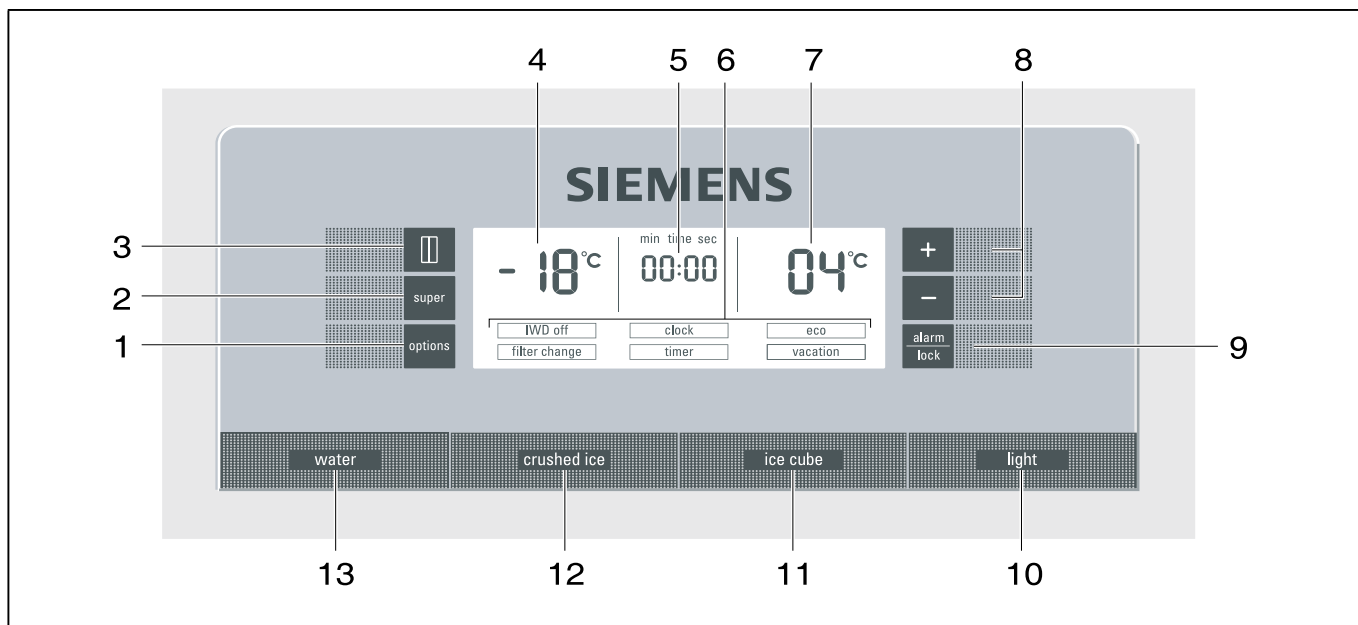 4 5 6 7 8
SIEMENS
3
min time sec
- 18°C 00:00 04°C
+
2 super
−
IWD off clock eco
1 options
filter change timer vacation
alarm
lock
9
water crushed ice ice cube light
13 12 11 10